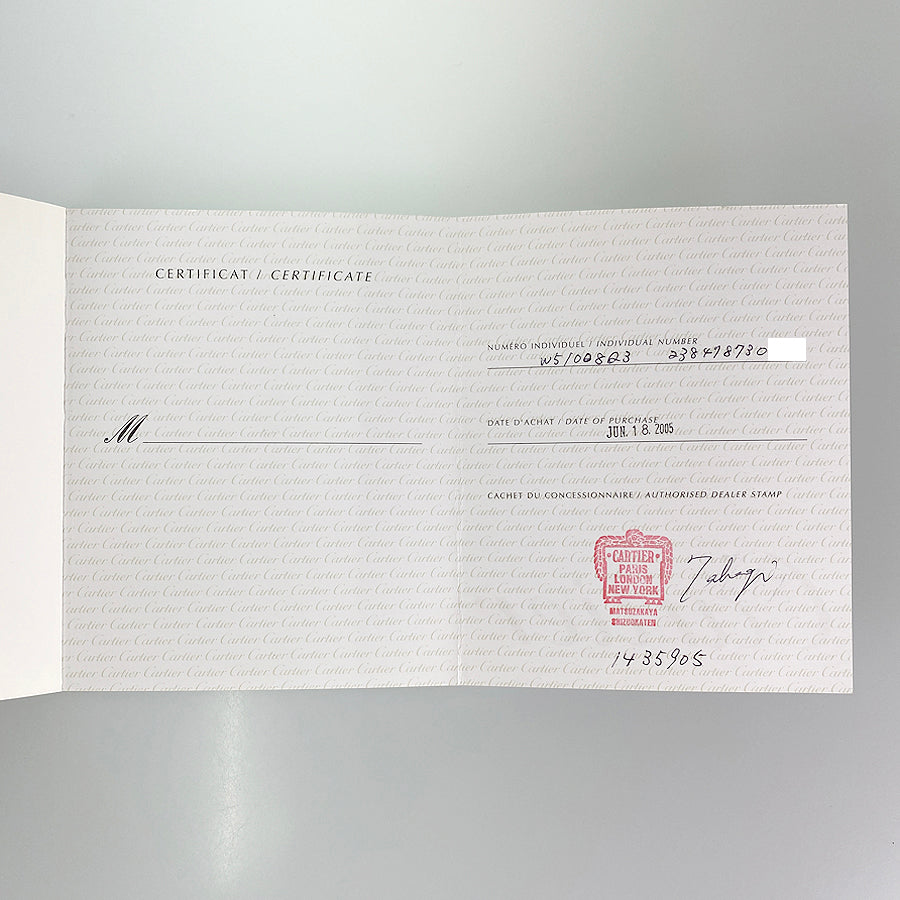 CERTIFICAT / CERTIFICATE
M
NUMÉRO INDIVIDUEL / INDIVIDUAL NUMBER
W51008Q3 238478730
DATE D'ACHAT / DATE OF PURCHASE
JUN. 18. 2005
CACHET DU CONCESSIONNAIRE / AUTHORISED DEALER STAMP
CARTIER
PARIS
LONDON
NEW YORK
MATSUZAKAYA
SHIZUOKATEN
Takagi
1435905